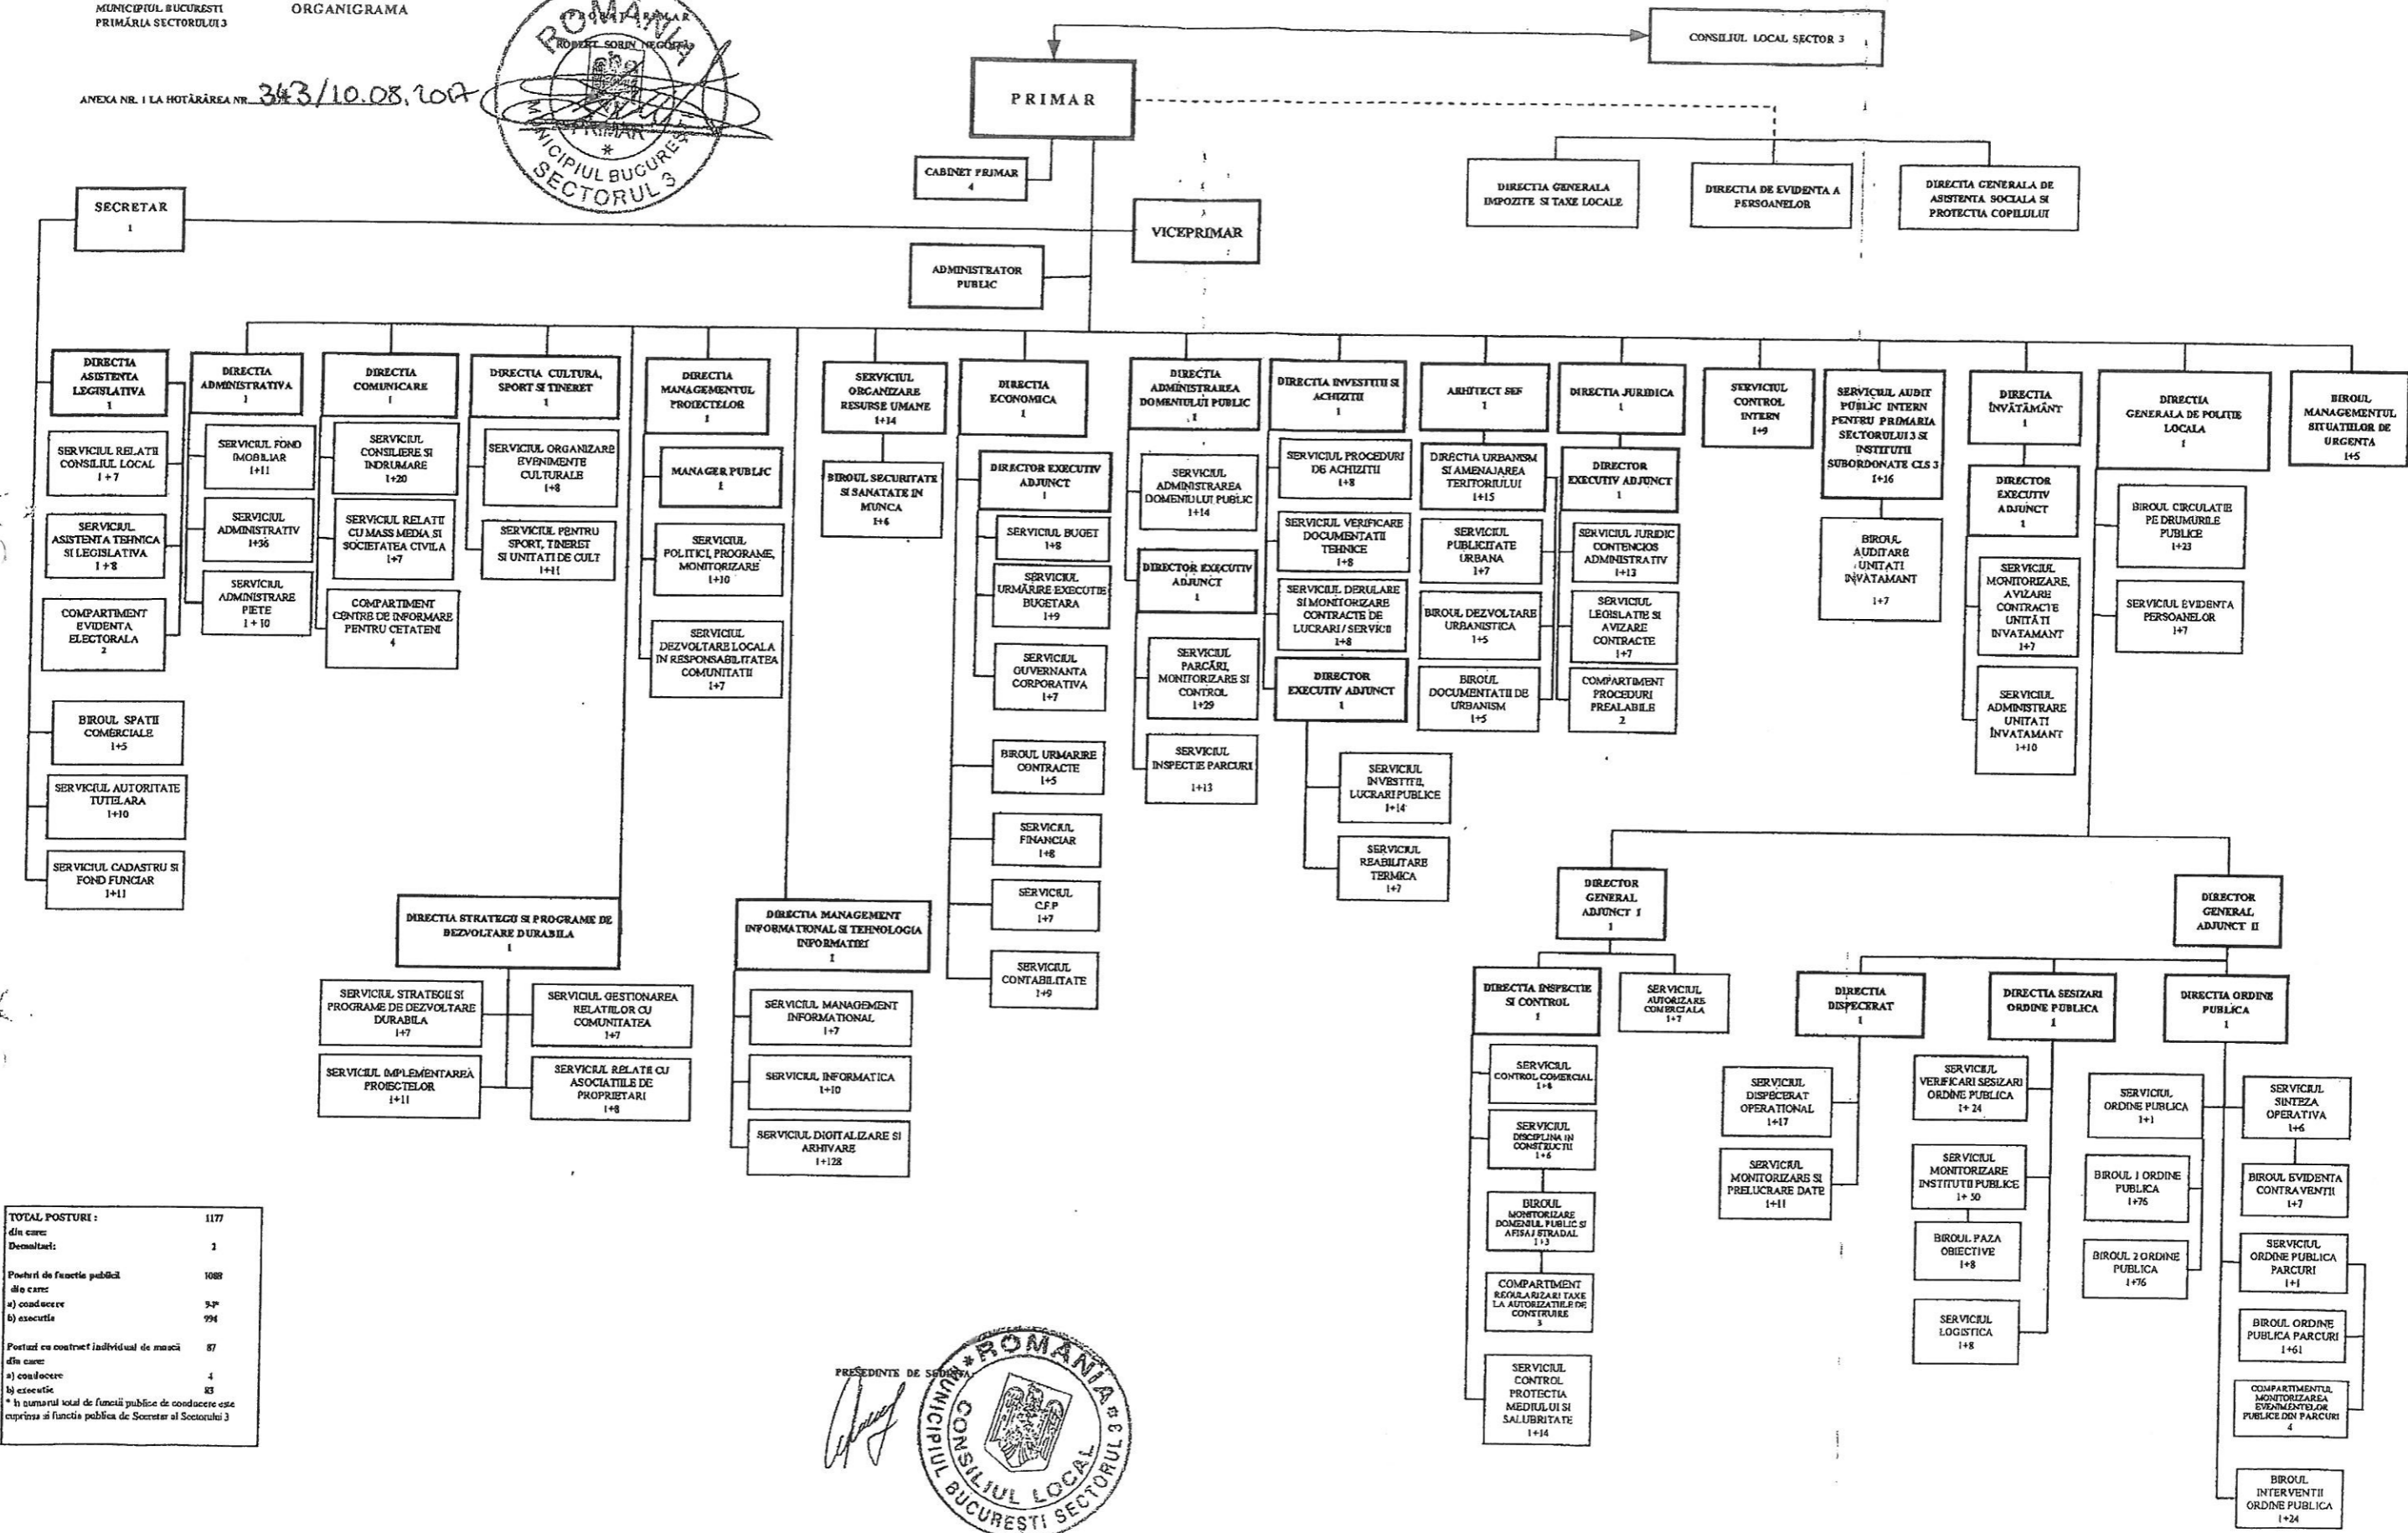 MUNICIPIUL BUCURESTI
PRIMĂRIA SECTORULUI 3
ORGANIGRAMA
PRIMAR
ROBERT SORIN NEGOITĂ
ROMÂNIA
PRIMAR
MUNICIPIUL BUCUREȘTI
SECTORUL 3
ANEXA NR. 1 LA HOTĂRÂREA NR. 343/10.08.2017
CONSILIUL LOCAL SECTOR 3
PRIMAR
CABINET PRIMAR
4
DIRECTIA GENERALA
IMPOZITE SI TAXE LOCALE
DIRECTIA DE EVIDENTA A
PERSOANELOR
DIRECTIA GENERALA DE
ASISTENTA SOCIALA SI
PROTECTIA COPILULUI
SECRETAR
1
VICEPRIMAR
ADMINISTRATOR
PUBLIC
DIRECTIA
ASISTENTA
LEGISLATIVA
1
SERVICIUL RELATII
CONSILIUL LOCAL
1 + 7
SERVICIUL
ASISTENTA TEHNICA
SI LEGISLATIVA
1 + 8
COMPARTIMENT
EVIDENTA
ELECTORALA
2
BIROUL SPATII
COMERCIALE
1+5
SERVICIUL AUTORITATE
TUTELARA
1+10
SERVICIUL CADASTRU SI
FOND FUNCIAR
1+11
DIRECTIA
ADMINISTRATIVA
1
SERVICIUL FOND
IMOBILIAR
1+11
SERVICIUL
ADMINISTRATIV
1+36
SERVICIUL
ADMINISTRARE
PIETE
1 + 10
DIRECTIA
COMUNICARE
1
SERVICIUL
CONSILIERE SI
INDRUMARE
1+20
SERVICIUL RELATII
CU MASS MEDIA SI
SOCIETATEA CIVILA
1+7
COMPARTIMENT
CENTRE DE INFORMARE
PENTRU CETATENI
4
DIRECTIA CULTURA,
SPORT SI TINERET
1
SERVICIUL ORGANIZARE
EVENIMENTE
CULTURALE
1+8
SERVICIUL PENTRU
SPORT, TINERET
SI UNITATI DE CULT
1+11
DIRECTIA
MANAGEMENTUL
PROIECTELOR
1
MANAGER PUBLIC
1
SERVICIUL
POLITICI, PROGRAME,
MONITORIZARE
1+10
SERVICIUL
DEZVOLTARE LOCALA
IN RESPONSABILITATEA
COMUNITATII
1+7
SERVICIUL
ORGANIZARE
RESURSE UMANE
1+14
BIROUL SECURITATE
SI SANATATE IN
MUNCA
1+6
DIRECTIA
ECONOMICA
1
DIRECTOR EXECUTIV
ADJUNCT
1
SERVICIUL BUGET
1+8
SERVICIUL
URMĂRIRE EXECUTIE
BUGETARA
1+9
SERVICIUL
GUVERNANTA
CORPORATIVA
1+7
BIROUL URMARIRE
CONTRACTE
1+5
SERVICIUL
FINANCIAR
1+8
SERVICIUL
C.F.P
1+7
SERVICIUL
CONTABILITATE
1+9
DIRECTIA
ADMINISTRAREA
DOMENIULUI PUBLIC
1
SERVICIUL
ADMINISTRAREA
DOMENIULUI PUBLIC
1+14
DIRECTOR EXECUTIV
ADJUNCT
1
SERVICIUL
PARCĂRI,
MONITORIZARE SI
CONTROL
1+29
SERVICIUL
INSPECTIE PARCURI
1+13
DIRECTIA INVESTITII SI
ACHIZITII
1
SERVICIUL PROCEDURI
DE ACHIZITII
1+8
SERVICIUL VERIFICARE
DOCUMENTATII
TEHNICE
1+8
SERVICIUL DERULARE
SI MONITORIZARE
CONTRACTE DE
LUCRARI / SERVICII
1+8
DIRECTOR
EXECUTIV ADJUNCT
1
SERVICIUL
INVESTITII,
LUCRARI PUBLICE
1+14
SERVICIUL
REABILITARE
TERMICA
1+7
ARHITECT SEF
1
DIRECTIA URBANISM
SI AMENAJAREA
TERITORIULUI
1+15
SERVICIUL
PUBLICITATE
URBANA
1+7
BIROUL DEZVOLTARE
URBANISTICA
1+5
BIROUL
DOCUMENTATII DE
URBANISM
1+5
DIRECTIA JURIDICA
1
DIRECTOR
EXECUTIV ADJUNCT
1
SERVICIUL JURIDIC
CONTENCIOS
ADMINISTRATIV
1+13
SERVICIUL
LEGISLATIE SI
AVIZARE
CONTRACTE
1+7
COMPARTIMENT
PROCEDURI
PREALABILE
2
SERVICIUL
CONTROL
INTERN
1+9
SERVICIUL AUDIT
PUBLIC INTERN
PENTRU PRIMARIA
SECTORULUI 3 SI
INSTITUTII
SUBORDONATE CLS 3
1+16
BIROUL
AUDITARE
UNITATI
INVATAMANT
1+7
DIRECTIA
ÎNVĂTĂMÂNT
1
DIRECTOR
EXECUTIV
ADJUNCT
1
SERVICIUL
MONITORIZARE,
AVIZARE
CONTRACTE
UNITĂTI
INVATAMANT
1+7
SERVICIUL
ADMINISTRARE
UNITATI
ÎNVATAMANT
1+10
DIRECTIA
GENERALA DE POLITIE
LOCALA
1
BIROUL CIRCULATIE
PE DRUMURILE
PUBLICE
1+23
SERVICIUL EVIDENTA
PERSOANELOR
1+7
BIROUL
MANAGEMENTUL
SITUATIILOR DE
URGENTA
1+5
DIRECTIA STRATEGII SI PROGRAME DE
DEZVOLTARE DURABILA
1
SERVICIUL STRATEGII SI
PROGRAME DE DEZVOLTARE
DURABILA
1+7
SERVICIUL GESTIONAREA
RELATIILOR CU
COMUNITATEA
1+7
SERVICIUL IMPLEMENTAREA
PROIECTELOR
1+11
SERVICIUL RELATII CU
ASOCIATIILE DE
PROPRIETARI
1+8
DIRECTIA MANAGEMENT
INFORMATIONAL SI TEHNOLOGIA
INFORMATIEI
1
SERVICIUL MANAGEMENT
INFORMATIONAL
1+7
SERVICIUL INFORMATICA
1+10
SERVICIUL DIGITALIZARE SI
ARHIVARE
1+128
DIRECTOR
GENERAL
ADJUNCT I
1
DIRECTIA INSPECTIE
SI CONTROL
1
SERVICIUL
AUTORIZARE
COMERCIALA
1+7
SERVICIUL
CONTROL COMERCIAL
SERVICIUL
DISCIPLINA IN
CONSTRUCTII
1+6
BIROUL
MONITORIZARE
DOMENIUL PUBLIC SI
AFISAJ STRADAL
COMPARTIMENT
REGULARIZARI TAXE
LA AUTORIZATIILE DE
CONSTRUIRE
3
SERVICIUL
CONTROL
PROTECTIA
MEDIULUI SI
SALUBRITATE
1+14
DIRECTOR
GENERAL
ADJUNCT II
DIRECTIA
DISPECERAT
1
SERVICIUL
DISPECERAT
OPERATIONAL
1+17
SERVICIUL
MONITORIZARE SI
PRELUCRARE DATE
1+11
DIRECTIA SESIZARI
ORDINE PUBLICA
1
SERVICIUL
VERIFICARI SESIZARI
ORDINE PUBLICA
1+ 24
SERVICIUL
MONITORIZARE
INSTITUTII PUBLICE
1+ 50
BIROUL PAZA
OBIECTIVE
1+8
SERVICIUL
LOGISTICA
1+8
DIRECTIA ORDINE
PUBLICA
1
SERVICIUL
ORDINE PUBLICA
1+1
BIROUL 1 ORDINE
PUBLICA
1+76
BIROUL 2 ORDINE
PUBLICA
1+76
SERVICIUL
SINTEZA
OPERATIVA
1+6
BIROUL EVIDENTA
CONTRAVENTII
1+7
SERVICIUL
ORDINE PUBLICA
PARCURI
1+1
BIROUL ORDINE
PUBLICA PARCURI
1+61
COMPARTIMENTUL
MONITORIZAREA
EVENIMENTELOR
PUBLICE DIN PARCURI
4
BIROUL
INTERVENTII
ORDINE PUBLICA
1+24
TOTAL POSTURI : 1177
din care:
Demnitari: 2
Posturi de functie publică 1088
din care:
a) conducere
b) executie 994
Posturi cu contract individual de muncă 87
din care:
a) conducere 4
b) executie 83
* In numarul total de functii publice de conducere este
cuprinsa si functia publica de Secretar al Sectorului 3
PRESEDINTE DE SEDINTA,
ROMÂNIA
MUNICIPIUL BUCUREȘTI SECTORUL 3
CONSILIUL LOCAL